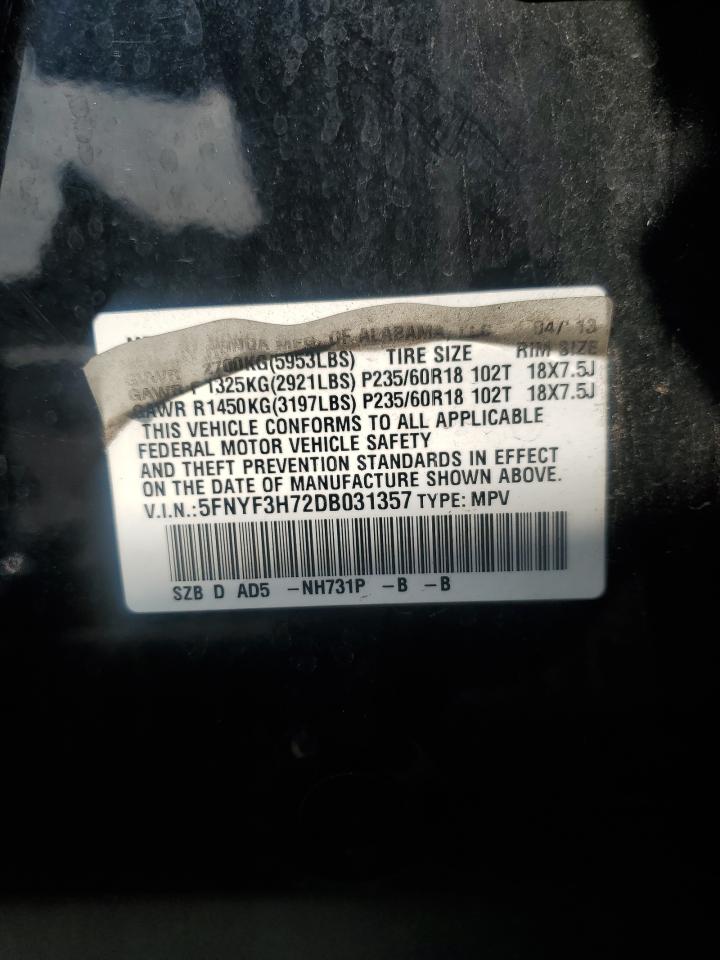 HONDA MFG. OF ALABAMA, LLC 04/ 13
GVWR 2700KG(5953LBS) TIRE SIZE RIM SIZE
GAWR F 1325KG(2921LBS) P235/60R18 102T 18X7.5J
GAWR R1450KG(3197LBS) P235/60R18 102T 18X7.5J
THIS VEHICLE CONFORMS TO ALL APPLICABLE
FEDERAL MOTOR VEHICLE SAFETY
AND THEFT PREVENTION STANDARDS IN EFFECT
ON THE DATE OF MANUFACTURE SHOWN ABOVE.
V.I.N.:5FNYF3H72DB031357 TYPE: MPV
SZB D AD5 -NH731P -B -B